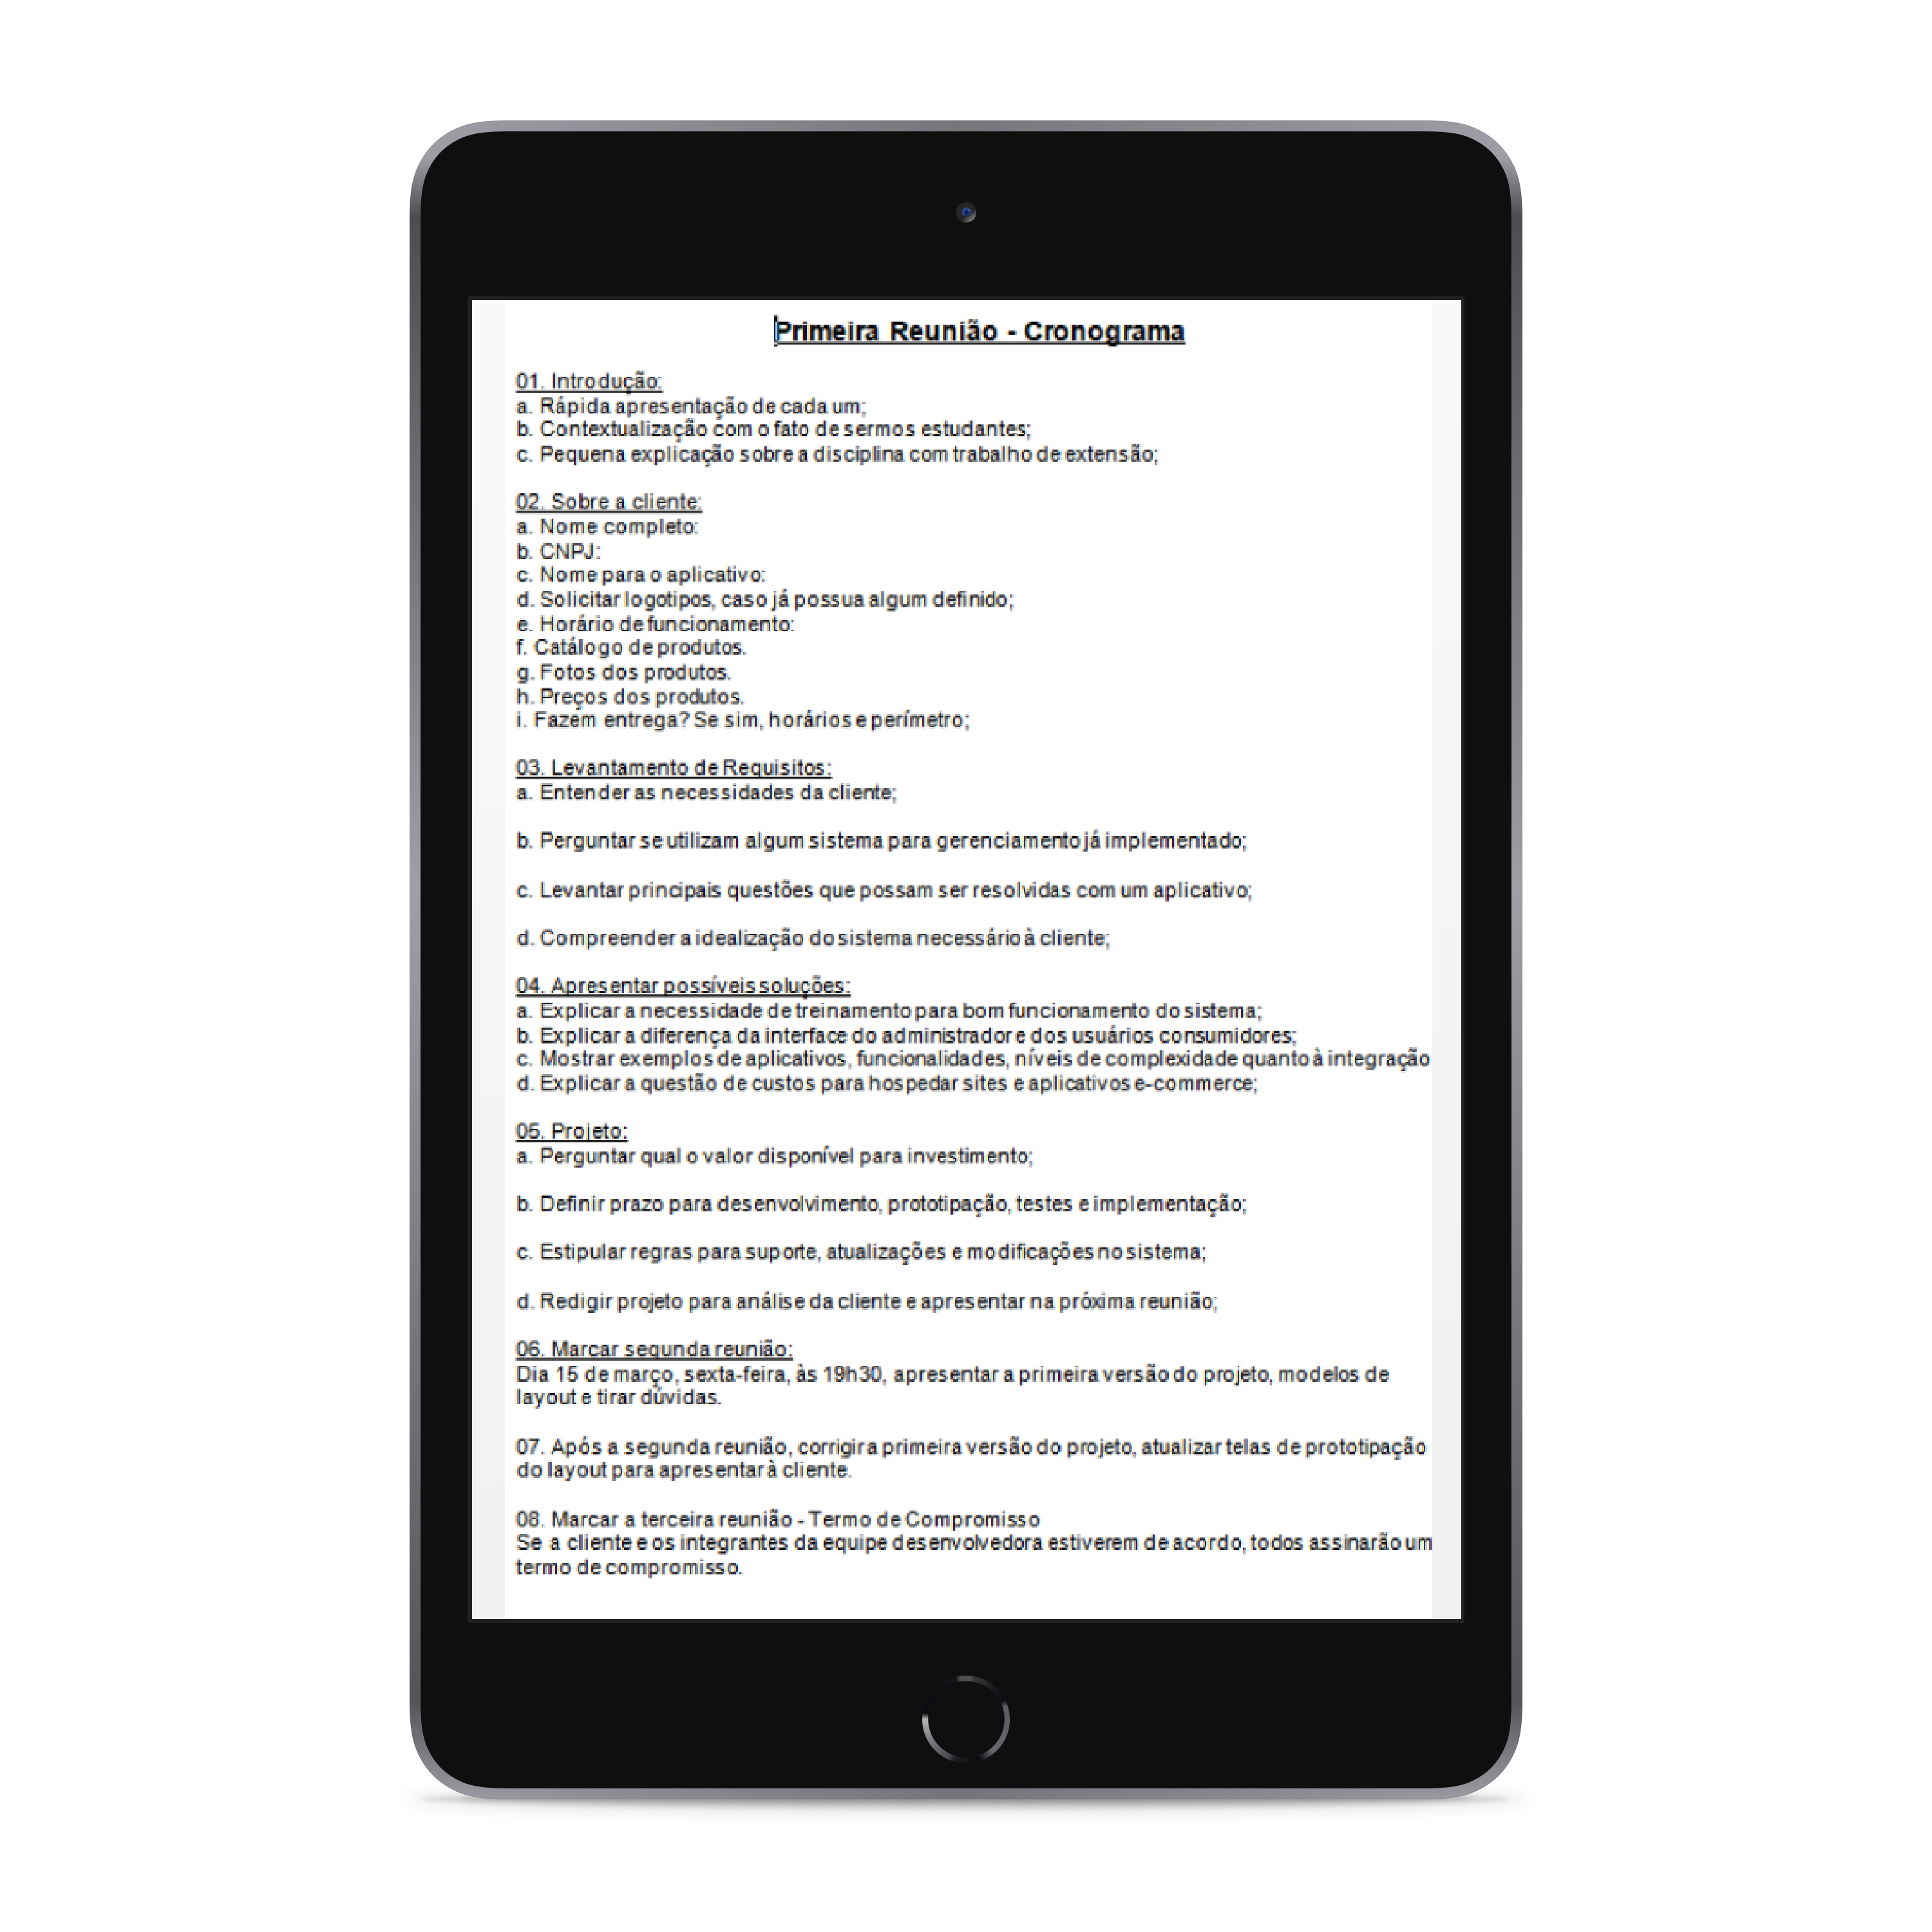 Primeira Reunião - Cronograma
01. Introdução:
a. Rápida apresentação de cada um;
b. Contextualização com o fato de sermos estudantes;
c. Pequena explicação sobre a disciplina com trabalho de extensão;
02. Sobre a cliente:
a. Nome completo:
b. CNPJ:
c. Nome para o aplicativo:
d. Solicitar logotipos, caso já possua algum definido;
e. Horário de funcionamento:
f. Catálogo de produtos.
g. Fotos dos produtos.
h. Preços dos produtos.
i. Fazem entrega? Se sim, horários e perímetro;
03. Levantamento de Requisitos:
a. Entender as necessidades da cliente;
b. Perguntar se utilizam algum sistema para gerenciamento já implementado;
c. Levantar principais questões que possam ser resolvidas com um aplicativo;
d. Compreender a idealização do sistema necessário à cliente;
04. Apresentar possíveis soluções:
a. Explicar a necessidade de treinamento para bom funcionamento do sistema;
b. Explicar a diferença da interface do administrador e dos usuários consumidores;
c. Mostrar exemplos de aplicativos, funcionalidades, níveis de complexidade quanto à integração
d. Explicar a questão de custos para hospedar sites e aplicativos e-commerce;
05. Projeto:
a. Perguntar qual o valor disponível para investimento;
b. Definir prazo para desenvolvimento, prototipação, testes e implementação;
c. Estipular regras para suporte, atualizações e modificações no sistema;
d. Redigir projeto para análise da cliente e apresentar na próxima reunião;
06. Marcar segunda reunião:
Dia 15 de março, sexta-feira, às 19h30, apresentar a primeira versão do projeto, modelos de
layout e tirar dúvidas.
07. Após a segunda reunião, corrigir a primeira versão do projeto, atualizar telas de prototipação
do layout para apresentar à cliente.
08. Marcar a terceira reunião - Termo de Compromisso
Se a cliente e os integrantes da equipe desenvolvedora estiverem de acordo, todos assinarão um
termo de compromisso.